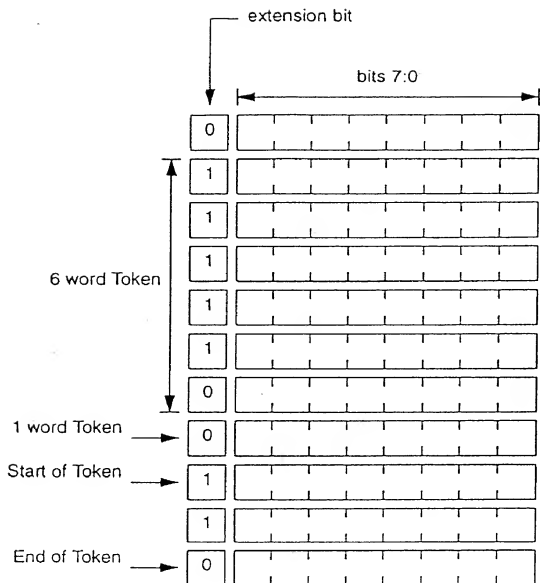 extension bit
bits 7:0
0
1
1
1
1
1
0
0
1
1
0
6 word Token
1 word Token
Start of Token
End of Token